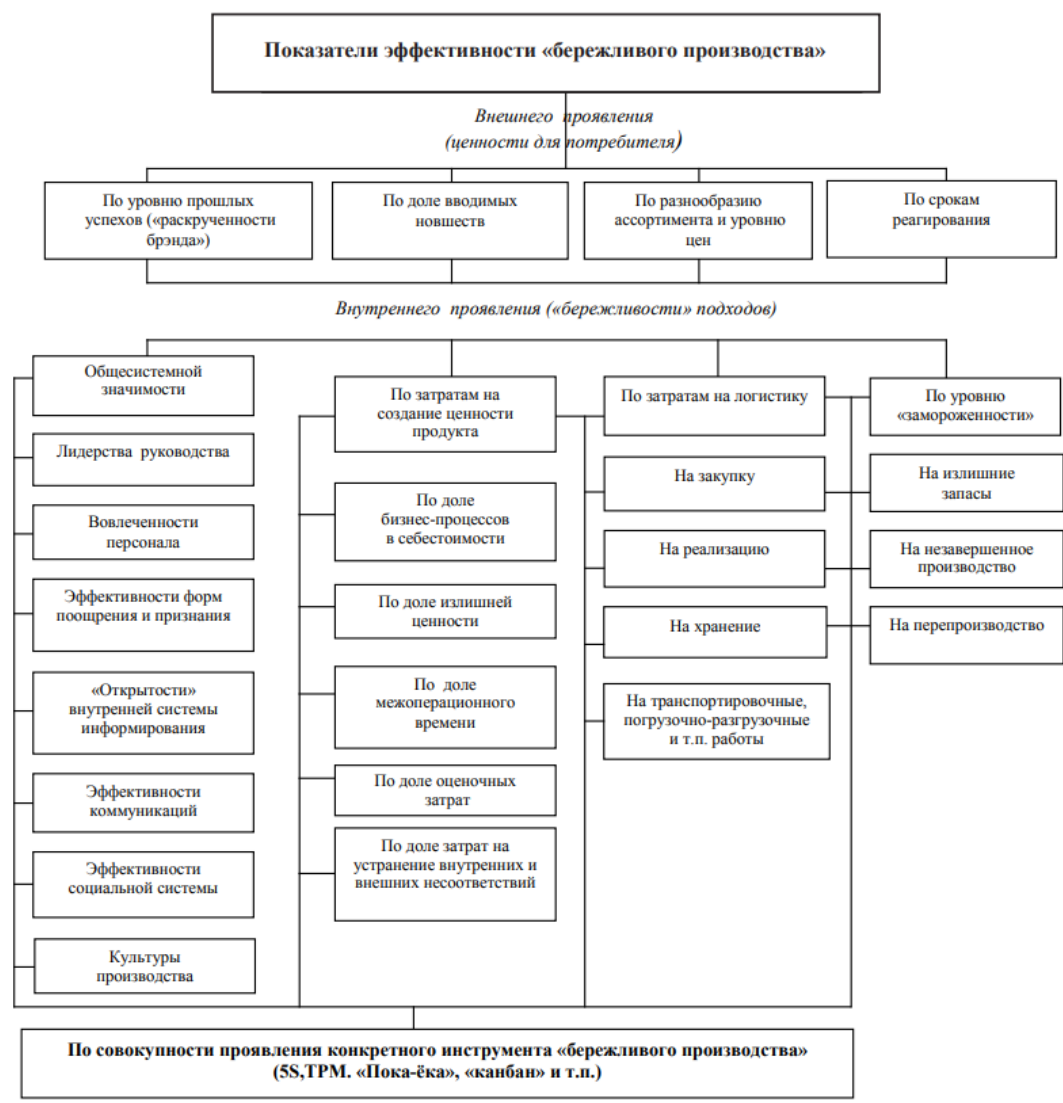 Показатели эффективности «бережливого производства»
Внешнего проявления
(ценности для потребителя)
По уровню прошлых
успехов («раскрученности
брэнда»)
По доле вводимых
новшеств
По разнообразию
ассортимента и уровню
цен
По срокам
реагирования
Внутреннего проявления («бережливости» подходов)
Общесистемной
значимости
Лидерства руководства
Вовлеченности
персонала
Эффективности форм
поощрения и признания
«Открытости»
внутренней системы
информирования
Эффективности
коммуникаций
Эффективности
социальной системы
Культуры
производства
По затратам на
создание ценности
продукта
По доле
бизнес-процессов
в себестоимости
По доле излишней
ценности
По доле
межоперационного
времени
По доле оценочных
затрат
По доле затрат на
устранение внутренних и
внешних несоответствий
По затратам на логистику
На закупку
На реализацию
На хранение
На транспортировочные,
погрузочно-разгрузочные
и т.п. работы
По уровню
«замороженности»
На излишние
запасы
На незавершенное
производство
На перепроизводство
По совокупности проявления конкретного инструмента «бережливого производства»
(5S,TPM. «Пока-ёка», «канбан» и т.п.)